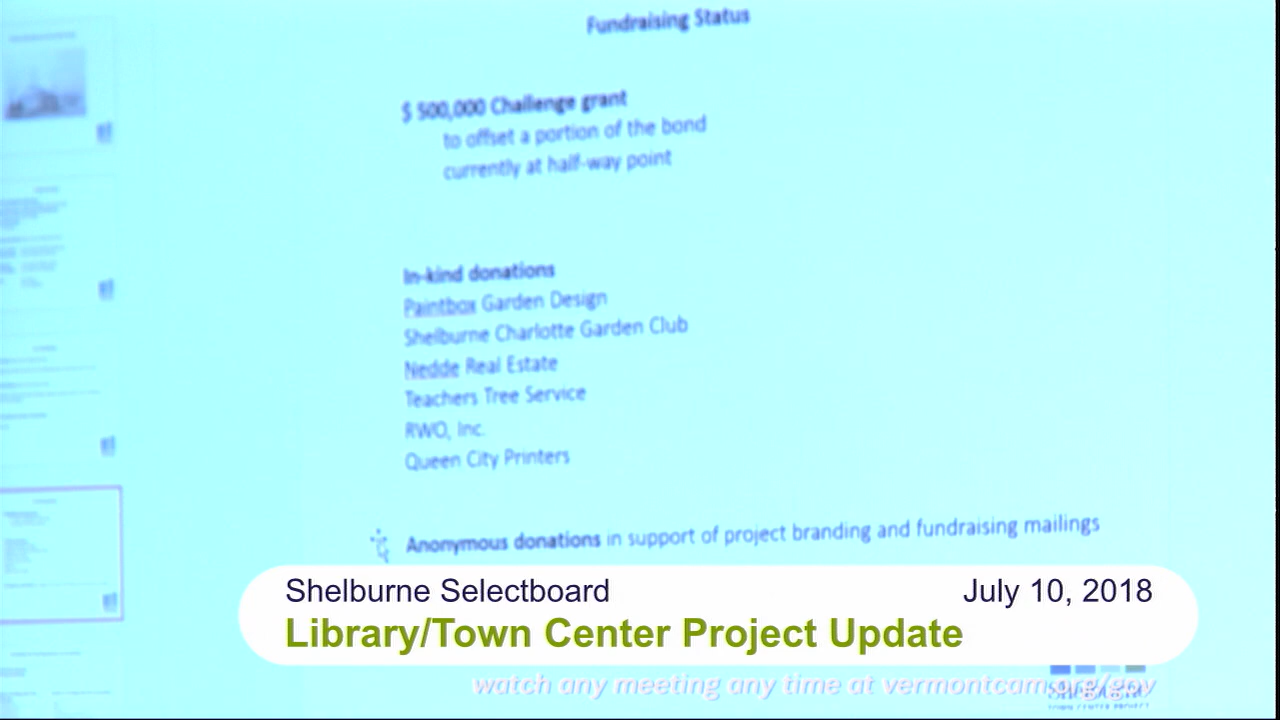 Fundraising Status
$ 500,000 Challenge grant
to offset a portion of the bond
currently at half-way point
In-kind donations
Paintbox Garden Design
Shelburne Charlotte Garden Club
Nedde Real Estate
Teachers Tree Service
RWO, Inc.
Queen City Printers
Anonymous donations in support of project branding and fundraising mailings
Shelburne Selectboard July 10, 2018
Library/Town Center Project Update
watch any meeting any time at vermontcam.org/gov